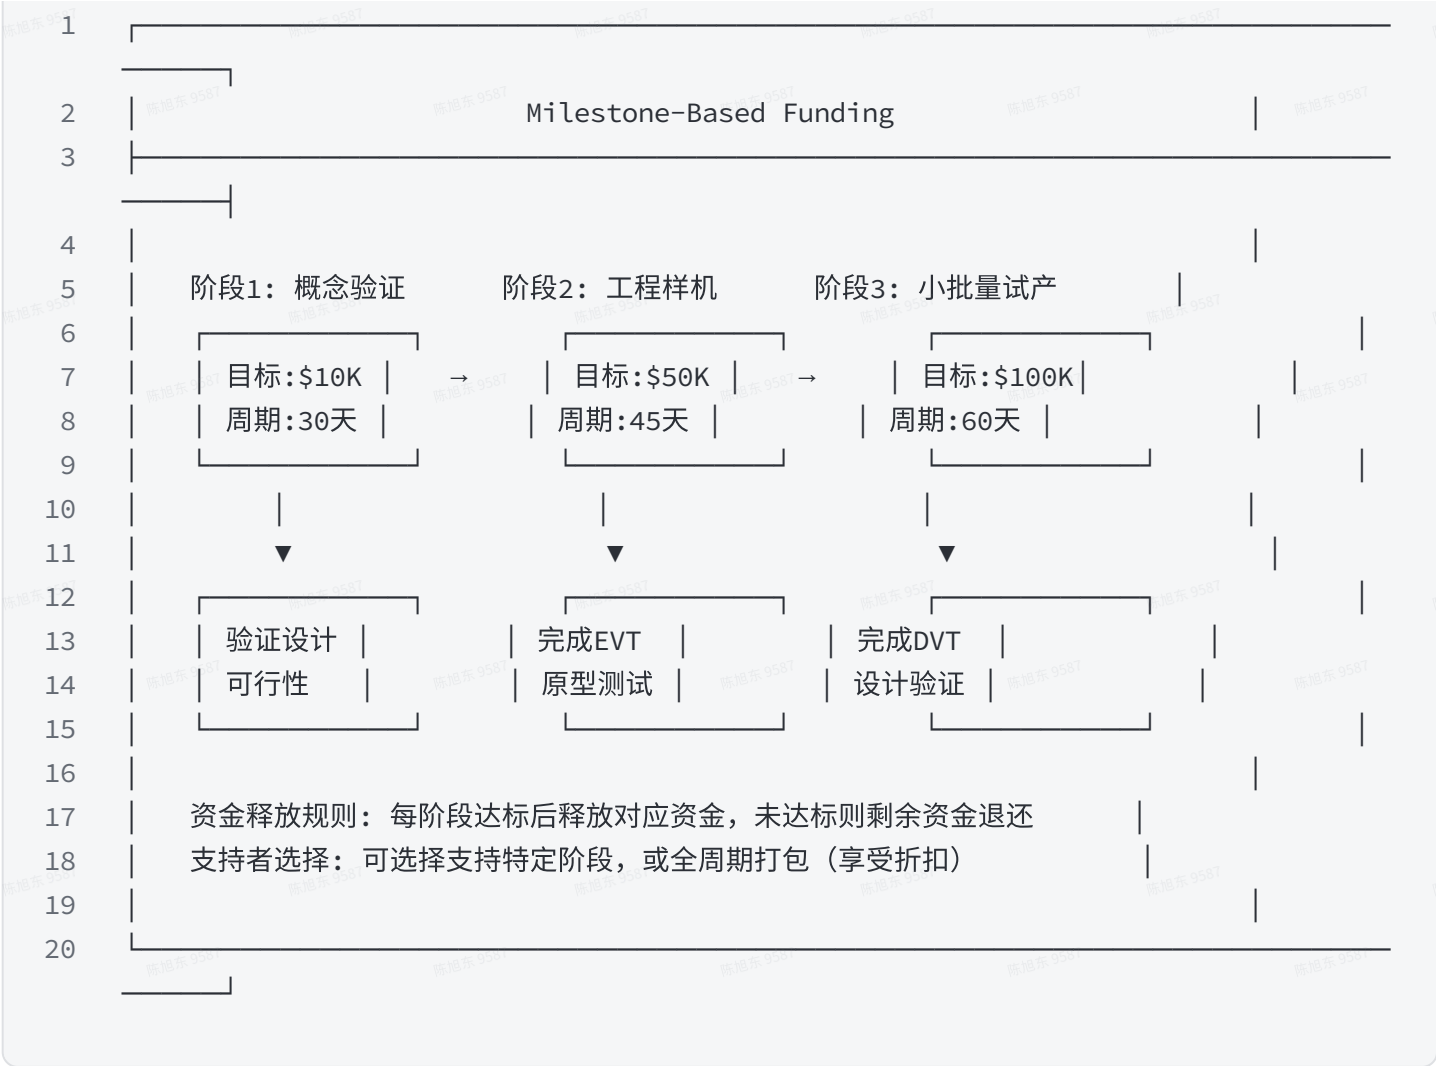 1
2 Milestone-Based Funding
3
4
5 阶段1: 概念验证 阶段2: 工程样机 阶段3: 小批量试产
6
7 目标:$10K → 目标:$50K → 目标:$100K
8 周期:30天 周期:45天 周期:60天
9
10
11 ▼ ▼ ▼
12
13 验证设计 完成EVT 完成DVT
14 可行性 原型测试 设计验证
15
16
17 资金释放规则: 每阶段达标后释放对应资金，未达标则剩余资金退还
18 支持者选择: 可选择支持特定阶段，或全周期打包（享受折扣）
19
20
陈旭东 9587